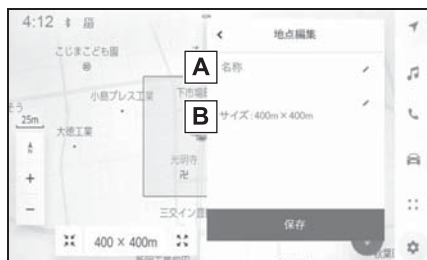 4:12
地点編集
こじまこども園
A 名称
小島プレス工業
下市場町
B サイズ:400m×400m
25m
大徳工業
光明寺
三交イン豊
保存
400 × 400m